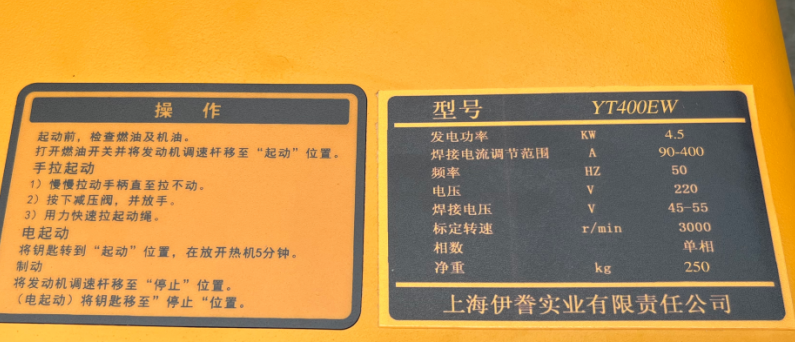 操作
起动前，检查燃油及机油。
打开燃油开关并将发动机调速杆移至“起动”位置。
手拉起动
1）慢慢拉动手柄直至拉不动。
2）按下减压阀，并放手。
3）用力快速拉起动绳。
电起动
将钥匙转到“起动”位置，在放开热机5分钟。
制动
将发动机调速杆移至“停止”位置。
（电起动）将钥匙移至”停止“位置。
型号 YT400EW
发电功率 KW 4.5
焊接电流调节范围 A 90-400
频率 HZ 50
电压 V 220
焊接电压 V 45-55
标定转速 r/min 3000
相数 单相
净重 kg 250
上海伊誊实业有限责任公司